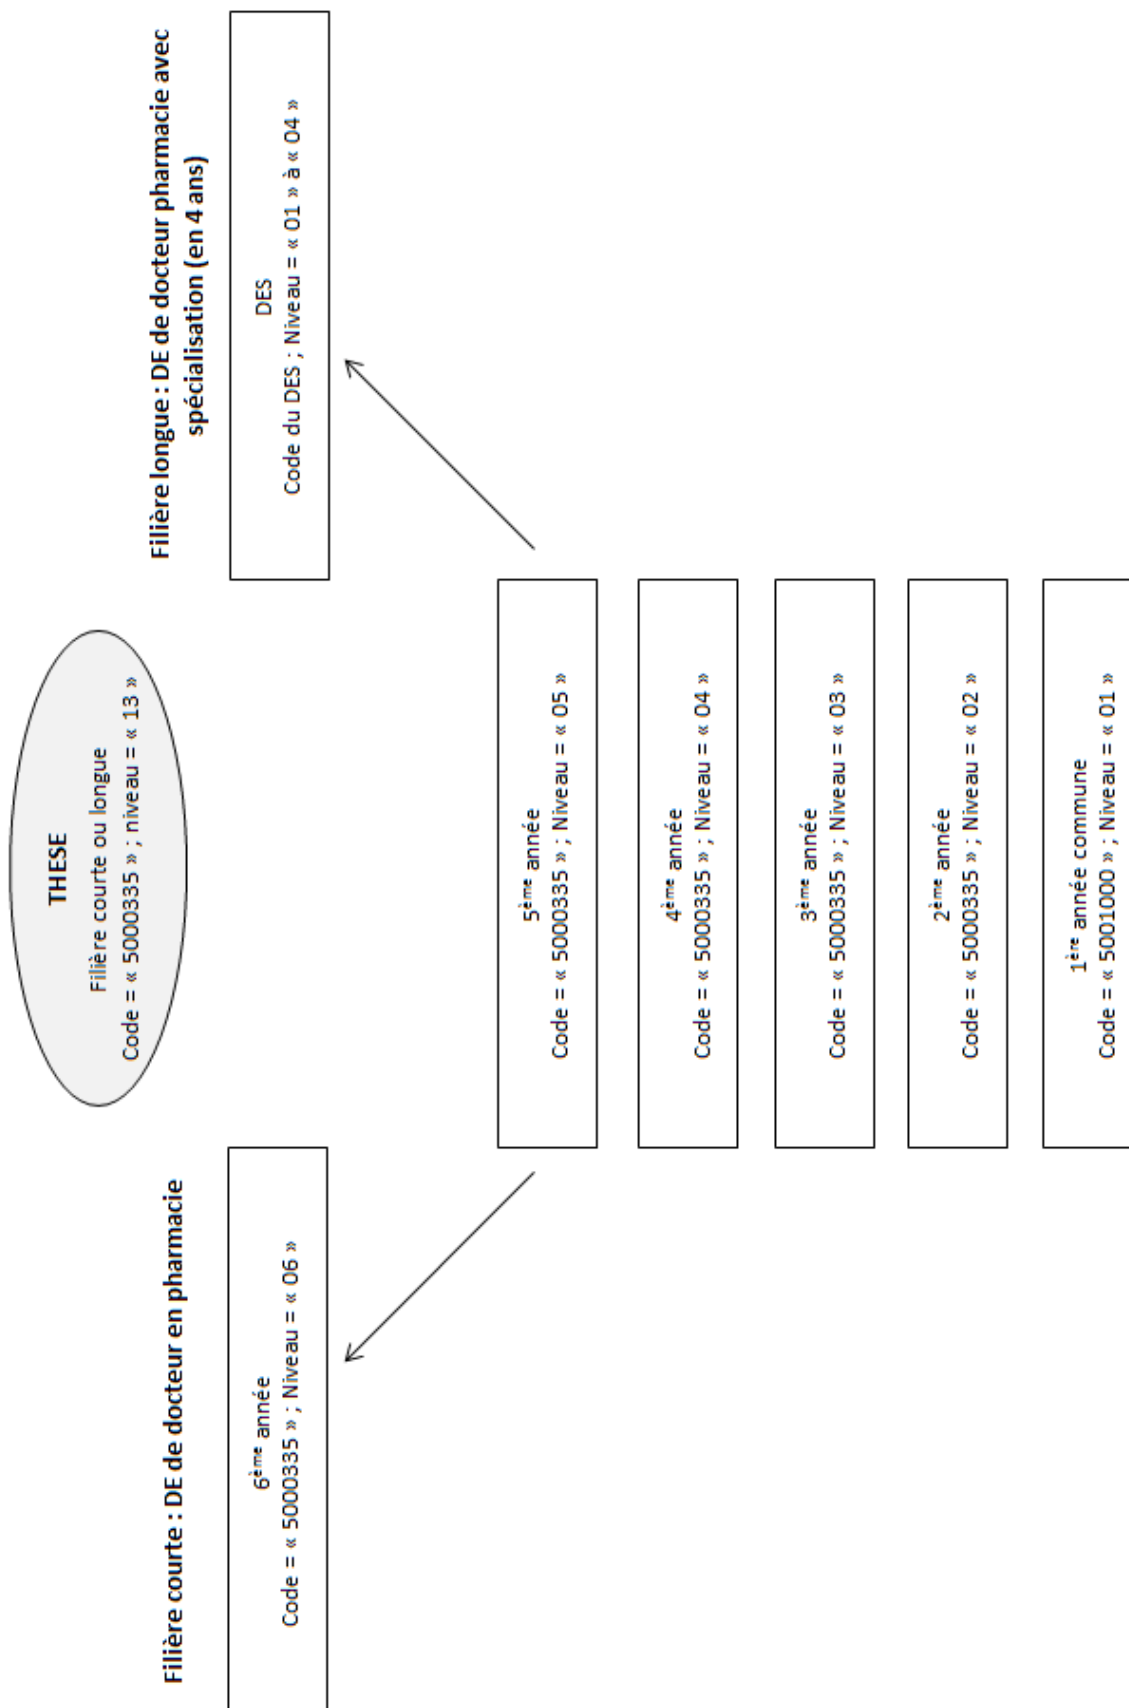 THESE
Filière courte ou longue
Code = « 5000335 » ; niveau = « 13 »
Filière courte : DE de docteur en pharmacie
Filière longue : DE de docteur pharmacie avec
spécialisation (en 4 ans)
6ème année
Code = « 5000335 » ; Niveau = « 06 »
DES
Code du DES ; Niveau = « 01 » à « 04 »
5ème année
Code = « 5000335 » ; Niveau = « 05 »
4ème année
Code = « 5000335 » ; Niveau = « 04 »
3ème année
Code = « 5000335 » ; Niveau = « 03 »
2ème année
Code = « 5000335 » ; Niveau = « 02 »
1ère année commune
Code = « 5001000 » ; Niveau = « 01 »